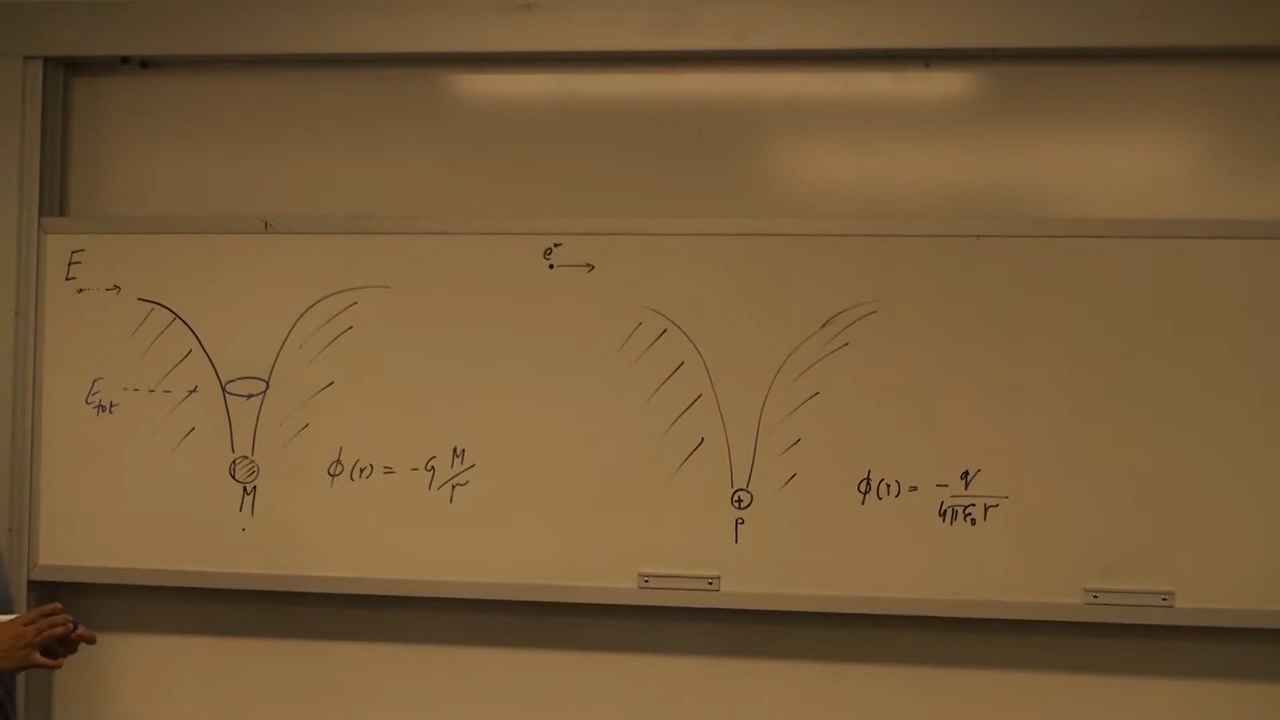 E
E_tot
M
ϕ(r) = -G M/r
e⁻
+
P
ϕ(r) = - q/4πε₀r